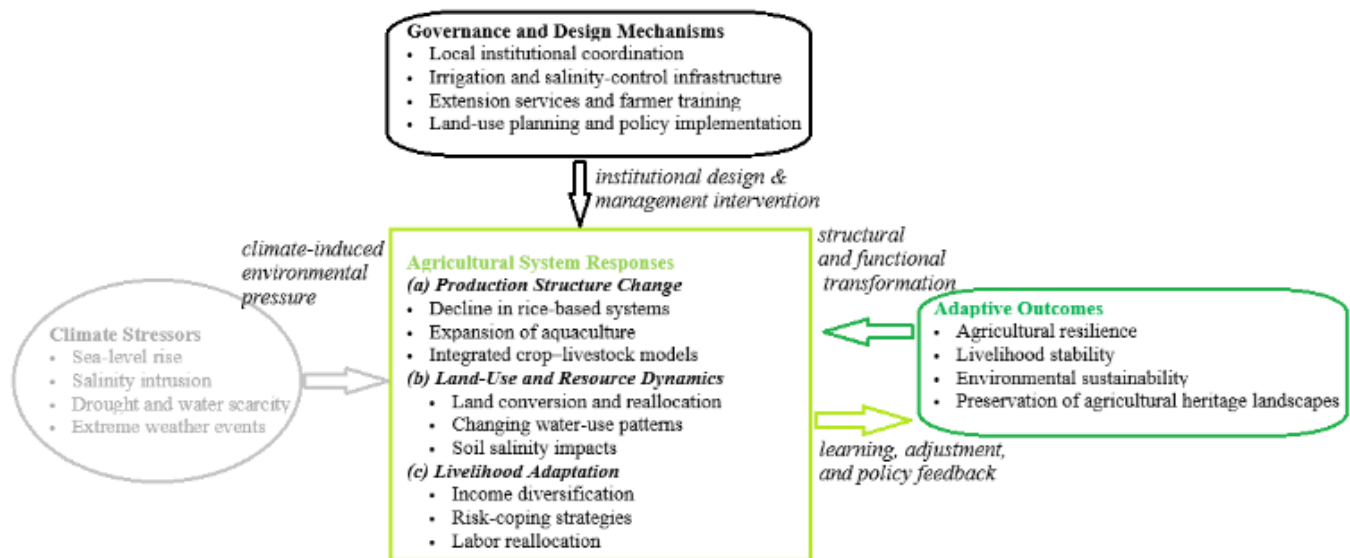 Governance and Design Mechanisms
• Local institutional coordination
• Irrigation and salinity-control infrastructure
• Extension services and farmer training
• Land-use planning and policy implementation
institutional design &
management intervention
climate-induced
environmental
pressure
structural
and functional
transformation
Climate Stressors
• Sea-level rise
• Salinity intrusion
• Drought and water scarcity
• Extreme weather events
Agricultural System Responses
(a) Production Structure Change
• Decline in rice-based systems
• Expansion of aquaculture
• Integrated crop–livestock models
(b) Land-Use and Resource Dynamics
• Land conversion and reallocation
• Changing water-use patterns
• Soil salinity impacts
(c) Livelihood Adaptation
• Income diversification
• Risk-coping strategies
• Labor reallocation
Adaptive Outcomes
• Agricultural resilience
• Livelihood stability
• Environmental sustainability
• Preservation of agricultural heritage landscapes
learning, adjustment,
and policy feedback